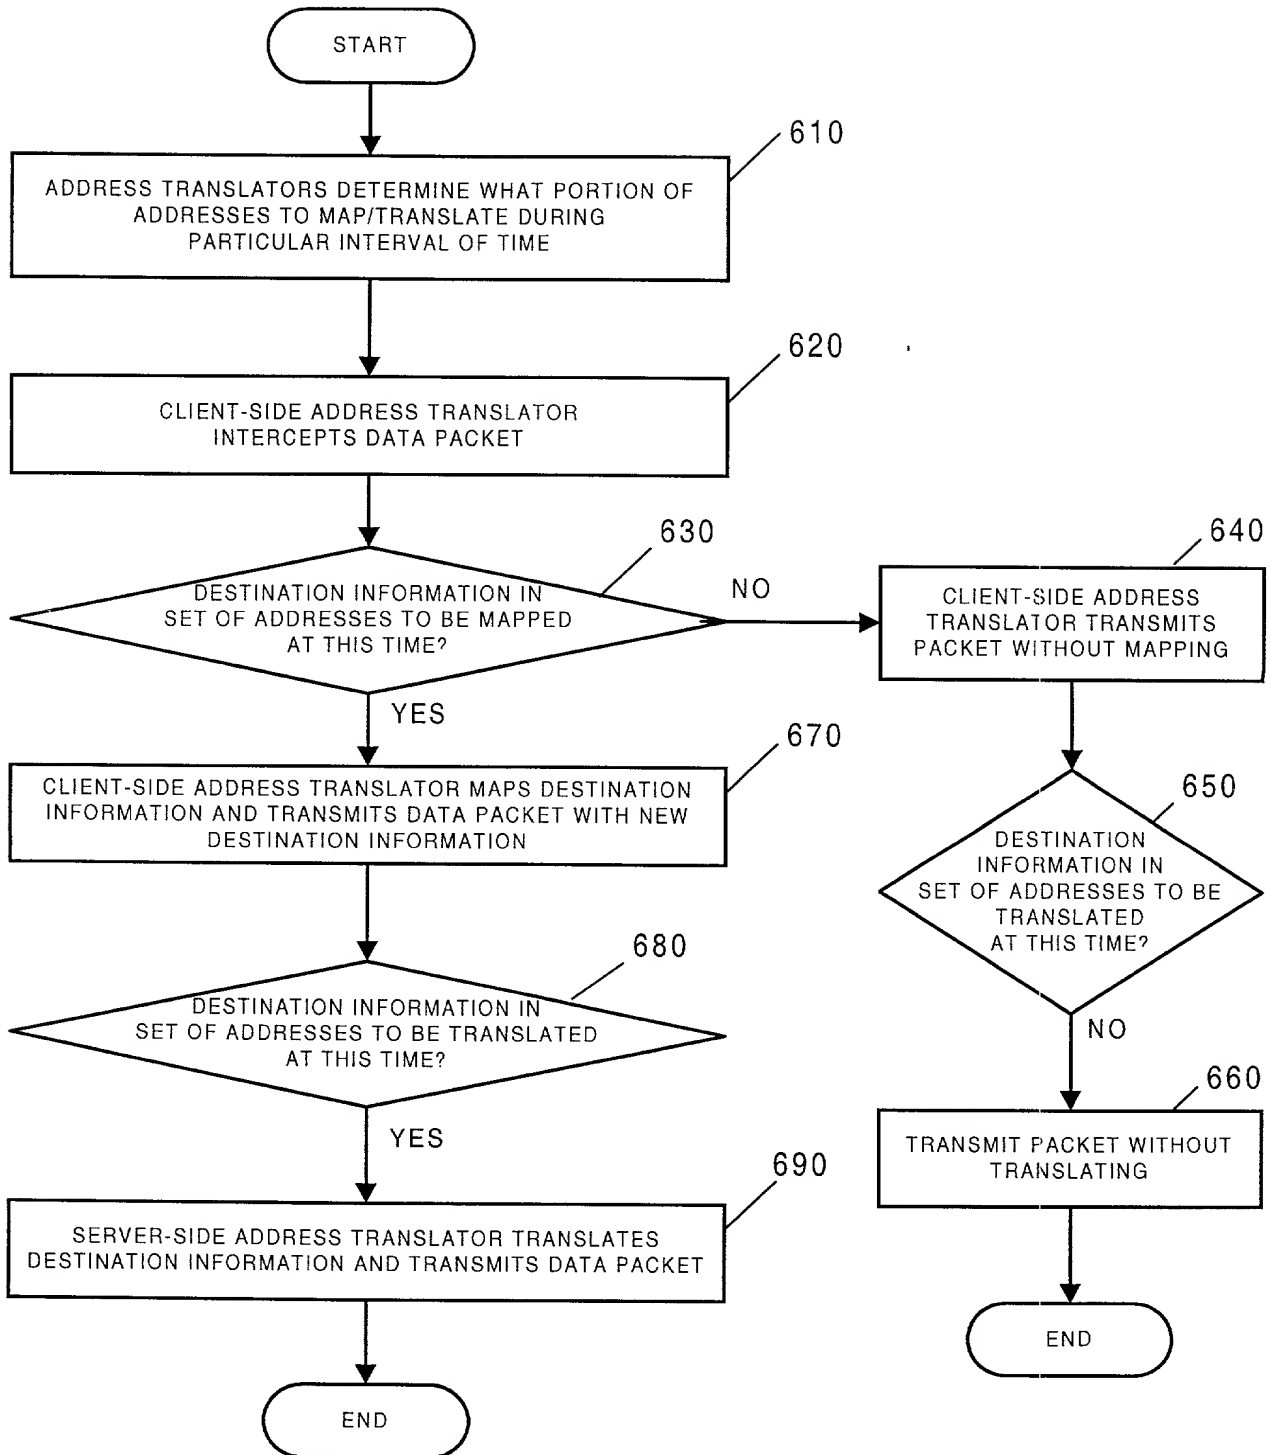 START
610
ADDRESS TRANSLATORS DETERMINE WHAT PORTION OF
ADDRESSES TO MAP/TRANSLATE DURING
PARTICULAR INTERVAL OF TIME
620
CLIENT-SIDE ADDRESS TRANSLATOR
INTERCEPTS DATA PACKET
630
DESTINATION INFORMATION IN
SET OF ADDRESSES TO BE MAPPED
AT THIS TIME?
NO
640
CLIENT-SIDE ADDRESS
TRANSLATOR TRANSMITS
PACKET WITHOUT MAPPING
YES
670
CLIENT-SIDE ADDRESS TRANSLATOR MAPS DESTINATION
INFORMATION AND TRANSMITS DATA PACKET WITH NEW
DESTINATION INFORMATION
650
DESTINATION
INFORMATION IN
SET OF ADDRESSES TO BE
TRANSLATED
AT THIS TIME?
NO
680
DESTINATION INFORMATION IN
SET OF ADDRESSES TO BE TRANSLATED
AT THIS TIME?
YES
660
TRANSMIT PACKET WITHOUT
TRANSLATING
690
SERVER-SIDE ADDRESS TRANSLATOR TRANSLATES
DESTINATION INFORMATION AND TRANSMITS DATA PACKET
END
END